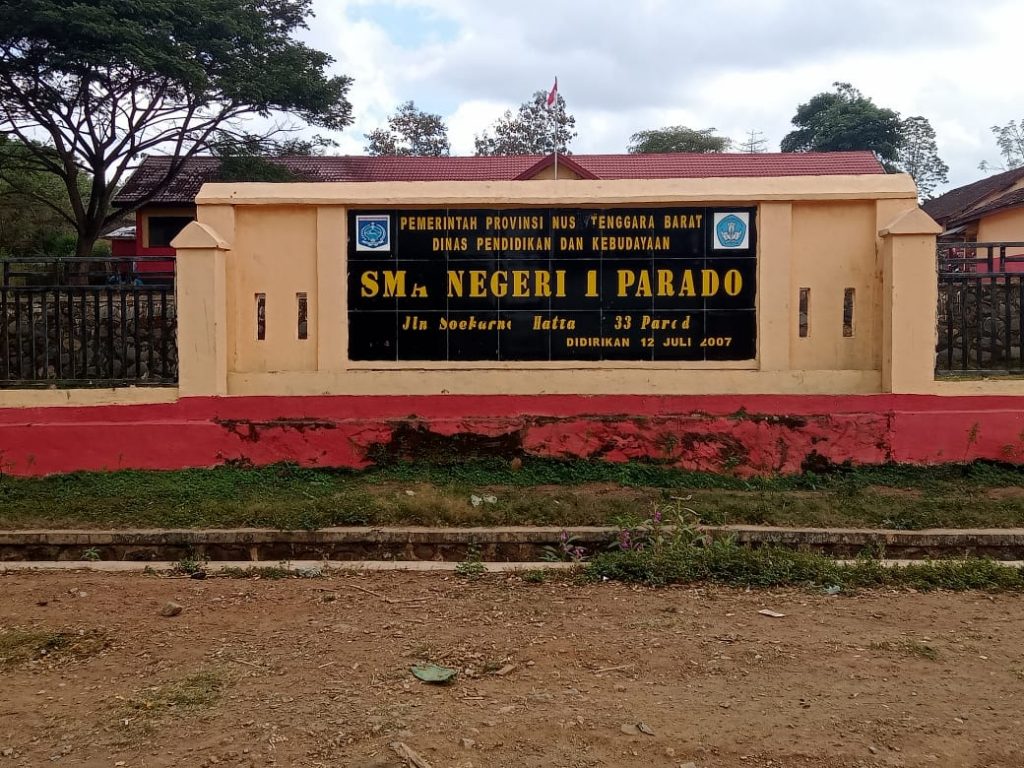 PEMERINTAH PROVINSI NUS TENGGARA BARAT
DINAS PENDIDIKAN DAN KEBUDAYAAN
SMA NEGERI 1 PARADO
Jln Soekarno Hatta 33 Parad
DIDIRIKAN 12 JULI 2007